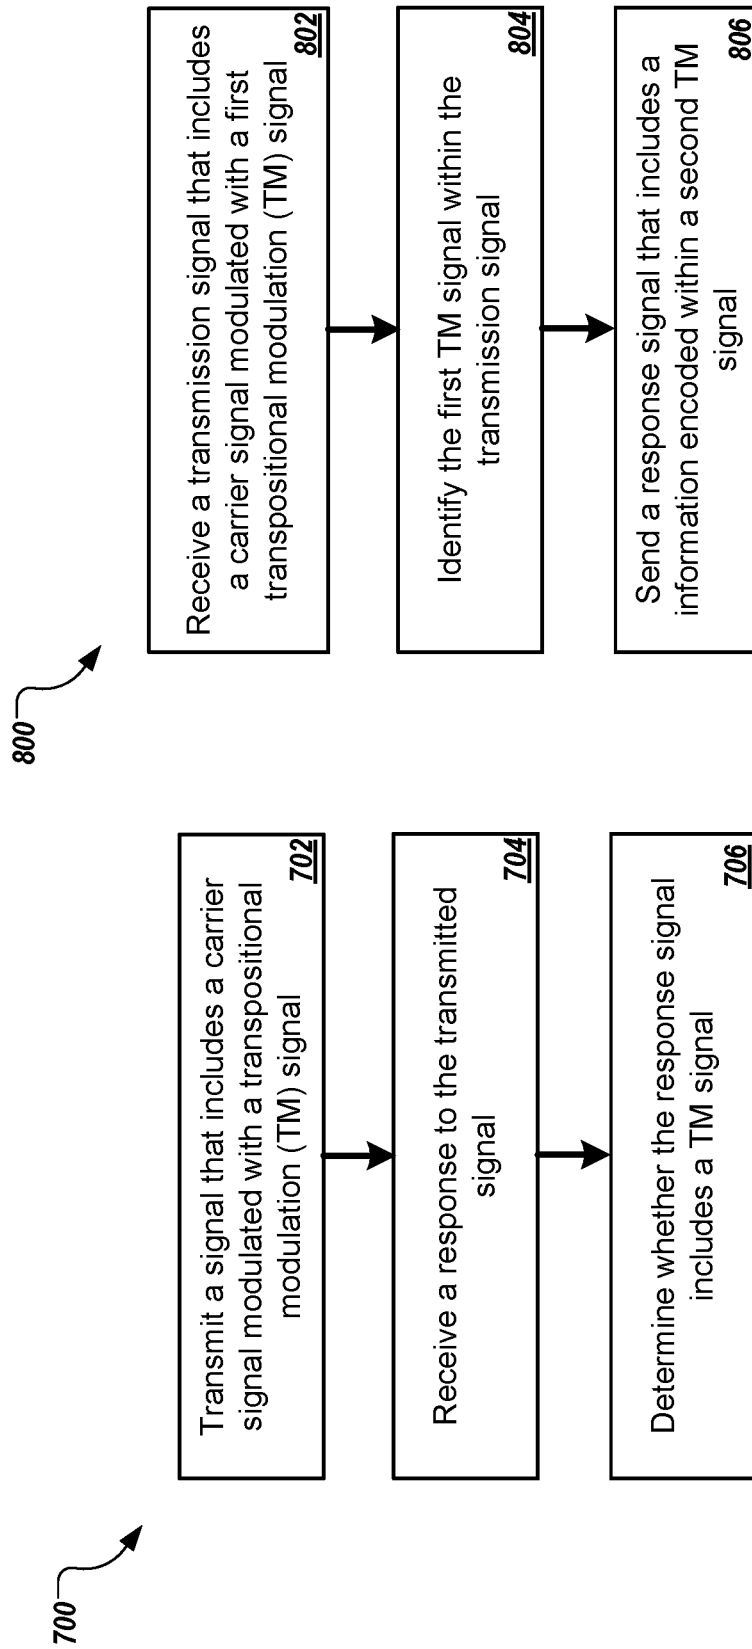 700
Transmit a signal that includes a carrier
signal modulated with a transpositional
modulation (TM) signal
702
Receive a response to the transmitted
signal
704
Determine whether the response signal
includes a TM signal
706
800
Receive a transmission signal that includes
a carrier signal modulated with a first
transpositional modulation (TM) signal
802
Identify the first TM signal within the
transmission signal
804
Send a response signal that includes a
information encoded within a second TM
signal
806